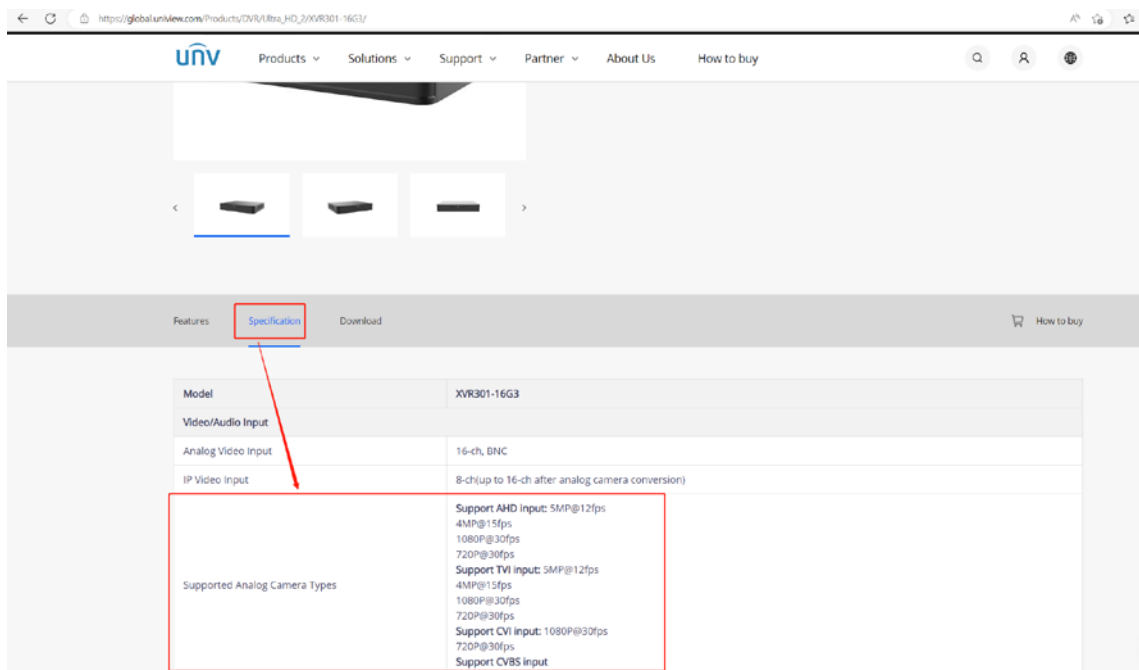 https://global.uniview.com/Products/DVR/Ultra_HD_2/XVR301-16G3/
unv Products Solutions Support Partner About Us How to buy
Features Specification Download How to buy
Model XVR301-16G3
Video/Audio Input
Analog Video Input 16-ch, BNC
IP Video Input 8-ch(up to 16-ch after analog camera conversion)
Supported Analog Camera Types
Support AHD input: 5MP@12fps
4MP@15fps
1080P@30fps
720P@30fps
Support TVI input: 5MP@12fps
4MP@15fps
1080P@30fps
720P@30fps
Support CVI input: 1080P@30fps
720P@30fps
Support CVBS input